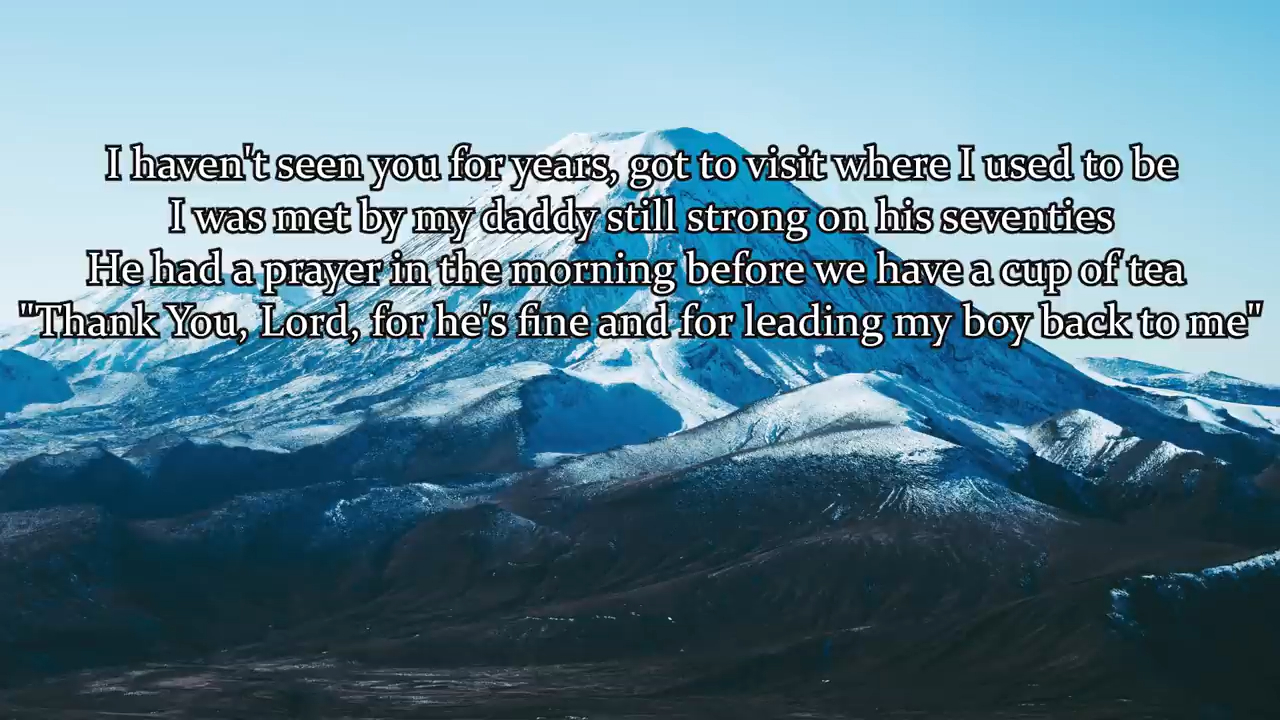 I haven't seen you for years, got to visit where I used to be
I was met by my daddy still strong on his seventies
He had a prayer in the morning before we have a cup of tea
"Thank You, Lord, for he's fine and for leading my boy back to me"